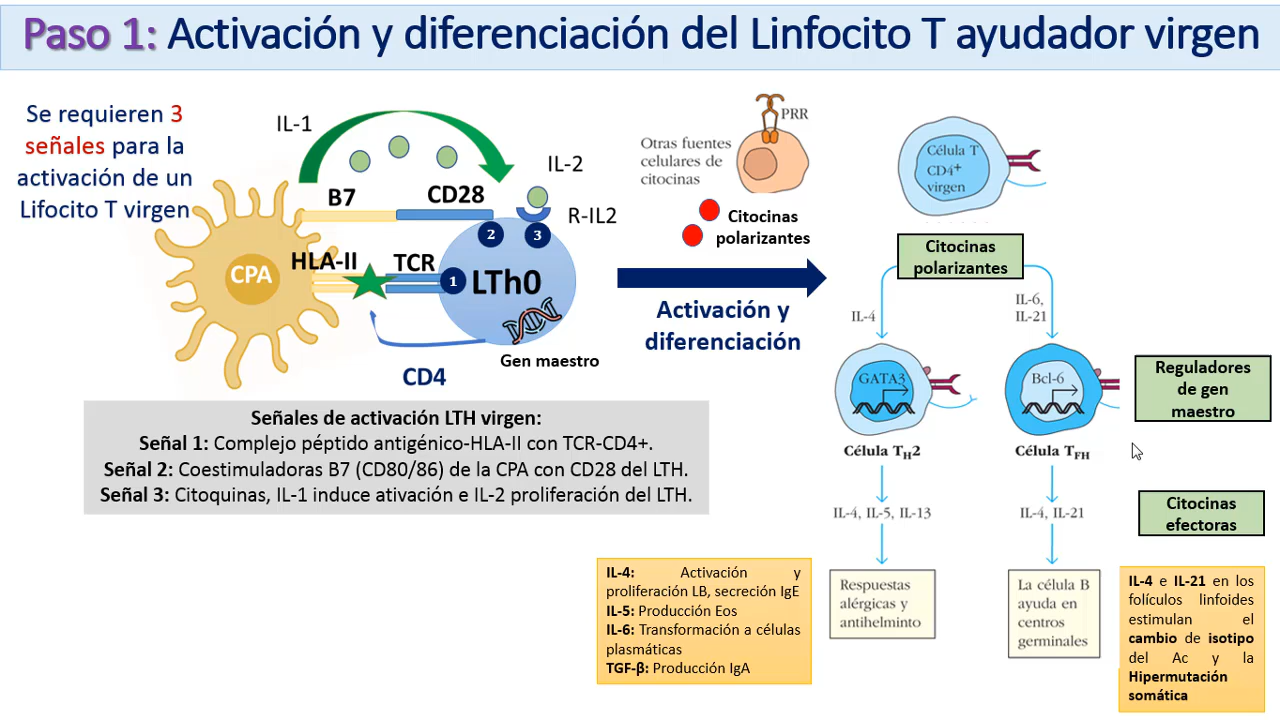 Paso 1: Activación y diferenciación del Linfocito T ayudador virgen
Se requieren 3
señales para la
activación de un
Lifocito T virgen
IL-1
B7
CD28
IL-2
R-IL2
2
3
CPA
HLA-II
TCR
1
LTh0
Gen maestro
CD4
Señales de activación LTH virgen:
Señal 1: Complejo péptido antigénico-HLA-II con TCR-CD4+.
Señal 2: Coestimuladoras B7 (CD80/86) de la CPA con CD28 del LTH.
Señal 3: Citoquinas, IL-1 induce ativación e IL-2 proliferación del LTH.
PRR
Otras fuentes
celulares de
citocinas
Citocinas
polarizantes
Activación y
diferenciación
Célula T
CD4+
virgen
Citocinas
polarizantes
IL-4
IL-6,
IL-21
GATA3
Bcl-6
Reguladores
de gen
maestro
Célula TH2
Célula TFH
IL-4, IL-5, IL-13
IL-4, IL-21
Citocinas
efectoras
IL-4: Activación y
proliferación LB, secreción IgE
IL-5: Producción Eos
IL-6: Transformación a células
plasmáticas
TGF-β: Producción IgA
Respuestas
alérgicas y
antihelminto
La célula B
ayuda en
centros
germinales
IL-4 e IL-21 en los
folículos linfoides
estimulan el
cambio de isotipo
del Ac y la
Hipermutación
somática